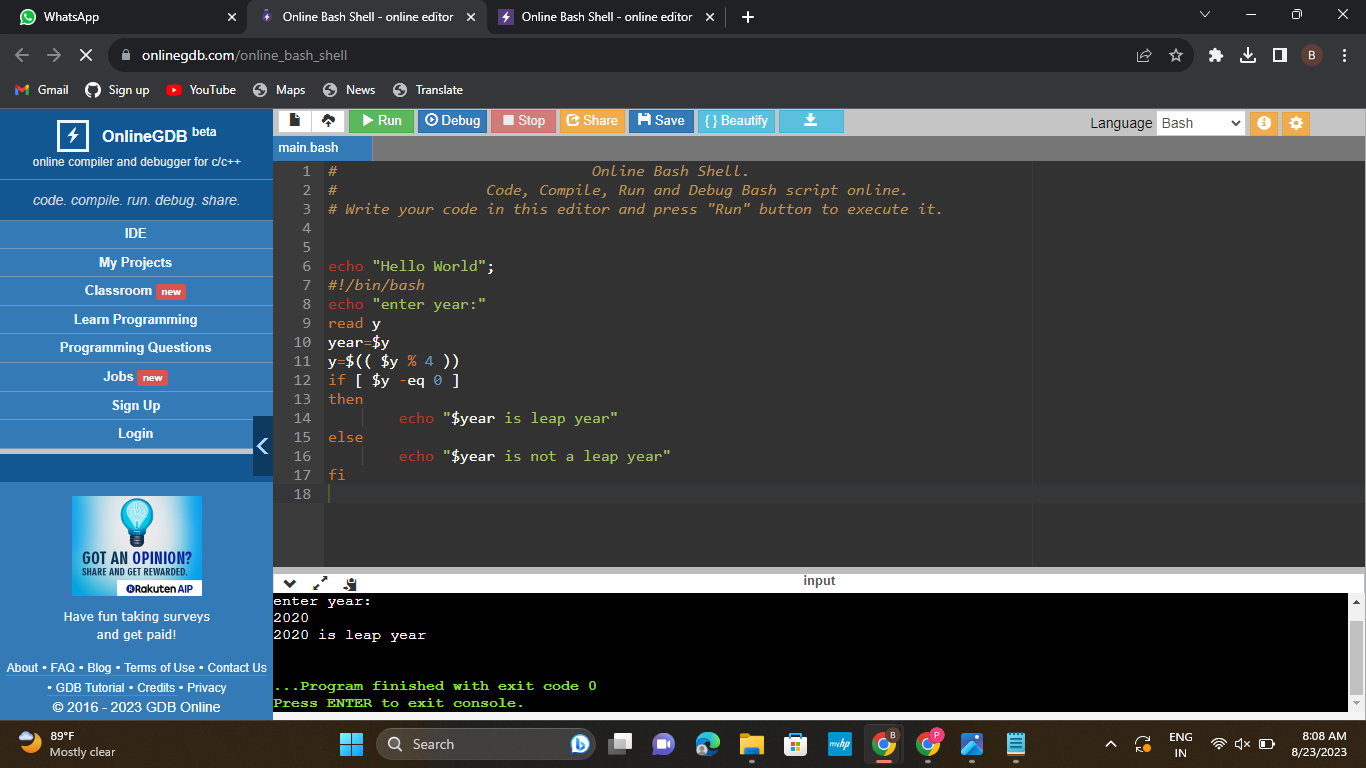 WhatsApp
Online Bash Shell - online editor
Online Bash Shell - online editor
onlinegdb.com/online_bash_shell
B
Gmail
Sign up
YouTube
Maps
News
Translate
OnlineGDB beta
online compiler and debugger for c/c++
code. compile. run. debug. share.
IDE
My Projects
Classroom new
Learn Programming
Programming Questions
Jobs new
Sign Up
Login
GOT AN OPINION?
SHARE AND GET REWARDED.
Rakuten AIP
Have fun taking surveys
and get paid!
About • FAQ • Blog • Terms of Use • Contact Us
• GDB Tutorial • Credits • Privacy
© 2016 - 2023 GDB Online
Run
Debug
Stop
Share
Save
{ } Beautify
Language Bash
main.bash
1 # Online Bash Shell.
2 # Code, Compile, Run and Debug Bash script online.
3 # Write your code in this editor and press "Run" button to execute it.
4
5
6 echo "Hello World";
7 #!/bin/bash
8 echo "enter year:"
9 read y
10 year=$y
11 y=$(( $y % 4 ))
12 if [ $y -eq 0 ]
13 then
14 echo "$year is leap year"
15 else
16 echo "$year is not a leap year"
17 fi
18
input
enter year:
2020
2020 is leap year
...Program finished with exit code 0
Press ENTER to exit console.
89°F
Mostly clear
Search
myhp
B
P
ENG
IN
8:08 AM
8/23/2023